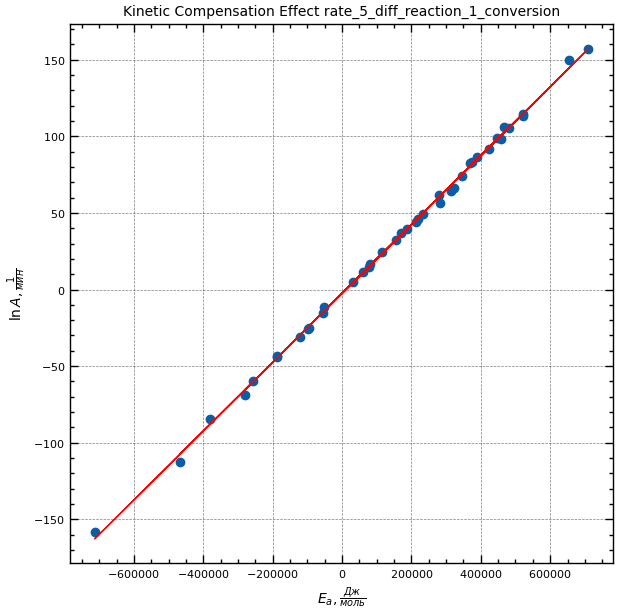 Kinetic Compensation Effect rate_5_diff_reaction_1_conversion
150
100
50
0
−50
−100
−150
ln A, 1/мин
−600000 −400000 −200000 0 200000 400000 600000
E_a, Дж/моль